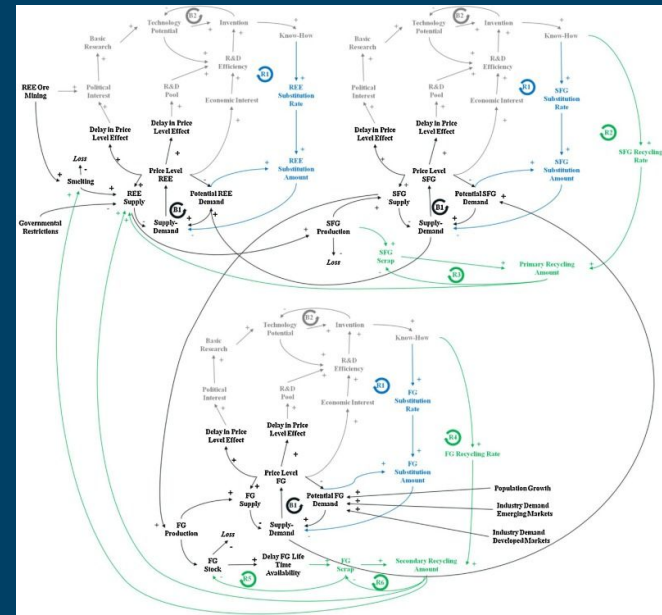 B2
Technology
Potential
Invention
Know-How
Basic
Research
R&D
Efficiency
R1
REE Ore
Mining
Political
Interest
R&D
Pool
Economic Interest
REE
Substitution
Rate
Delay in Price
Level Effect
Delay in Price
Level Effect
Loss
Smelting
Price Level
REE
REE
Substitution
Amount
REE
Supply
Potential REE
Demand
B1
Governmental
Restrictions
Supply-
Demand
B2
Technology
Potential
Invention
Know-How
Basic
Research
R&D
Efficiency
R1
Political
Interest
R&D
Pool
Economic Interest
SFG
Substitution
Rate
R2
SFG Recycling
Rate
Delay in Price
Level Effect
Delay in Price
Level Effect
Price Level
SFG
SFG
Substitution
Amount
SFG
Supply
Potential SFG
Demand
B1
Supply-
Demand
SFG
Production
Loss
SFG
Scrap
R3
Primary Recycling
Amount
B2
Technology
Potential
Invention
Know-How
Basic
Research
R&D
Efficiency
R1
Political
Interest
R&D
Pool
Economic Interest
FG
Substitution
Rate
R4
FG Recycling Rate
Delay in Price
Level Effect
Delay in Price
Level Effect
Price Level
FG
FG
Substitution
Amount
FG
Supply
Potential FG
Demand
B1
Supply-
Demand
Population Growth
Industry Demand
Emerging Markets
Industry Demand
Developed Markets
FG
Production
Loss
FG
Stock
Delay FG Life
Time
Availability
FG
Scrap
Secondary Recycling
Amount
R5
R6